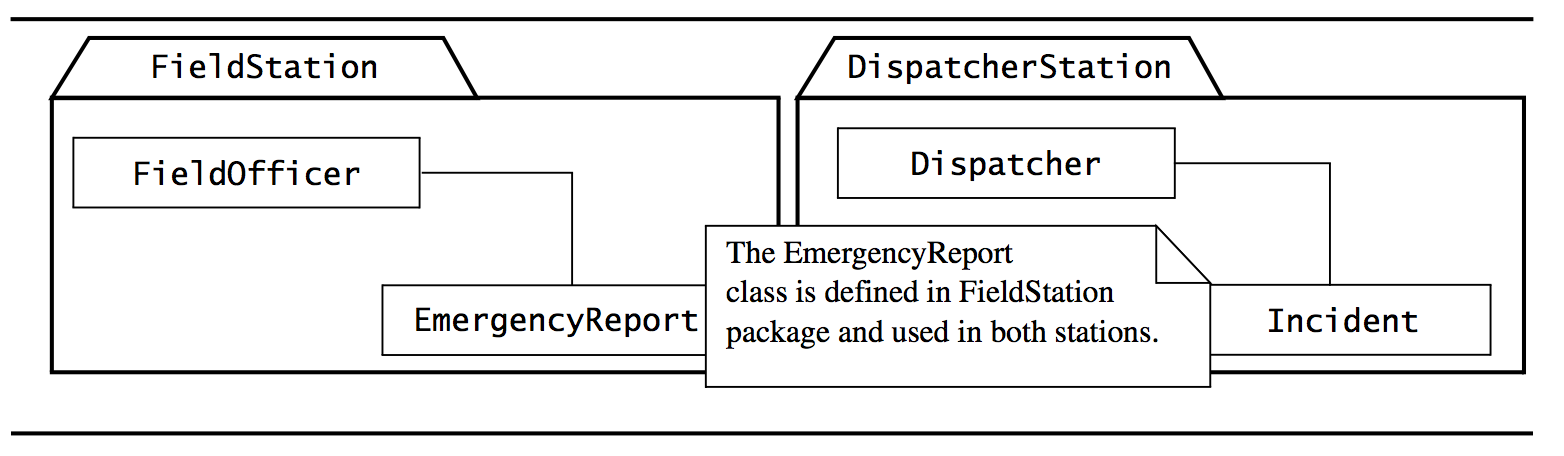 FieldStation
DispatcherStation
FieldOfficer
Dispatcher
The EmergencyReport
class is defined in FieldStation
package and used in both stations.
EmergencyReport
Incident